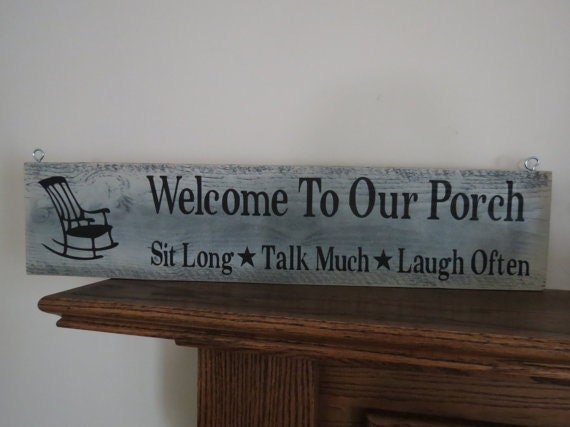 Welcome To Our Porch
Sit Long ★ Talk Much ★ Laugh Often